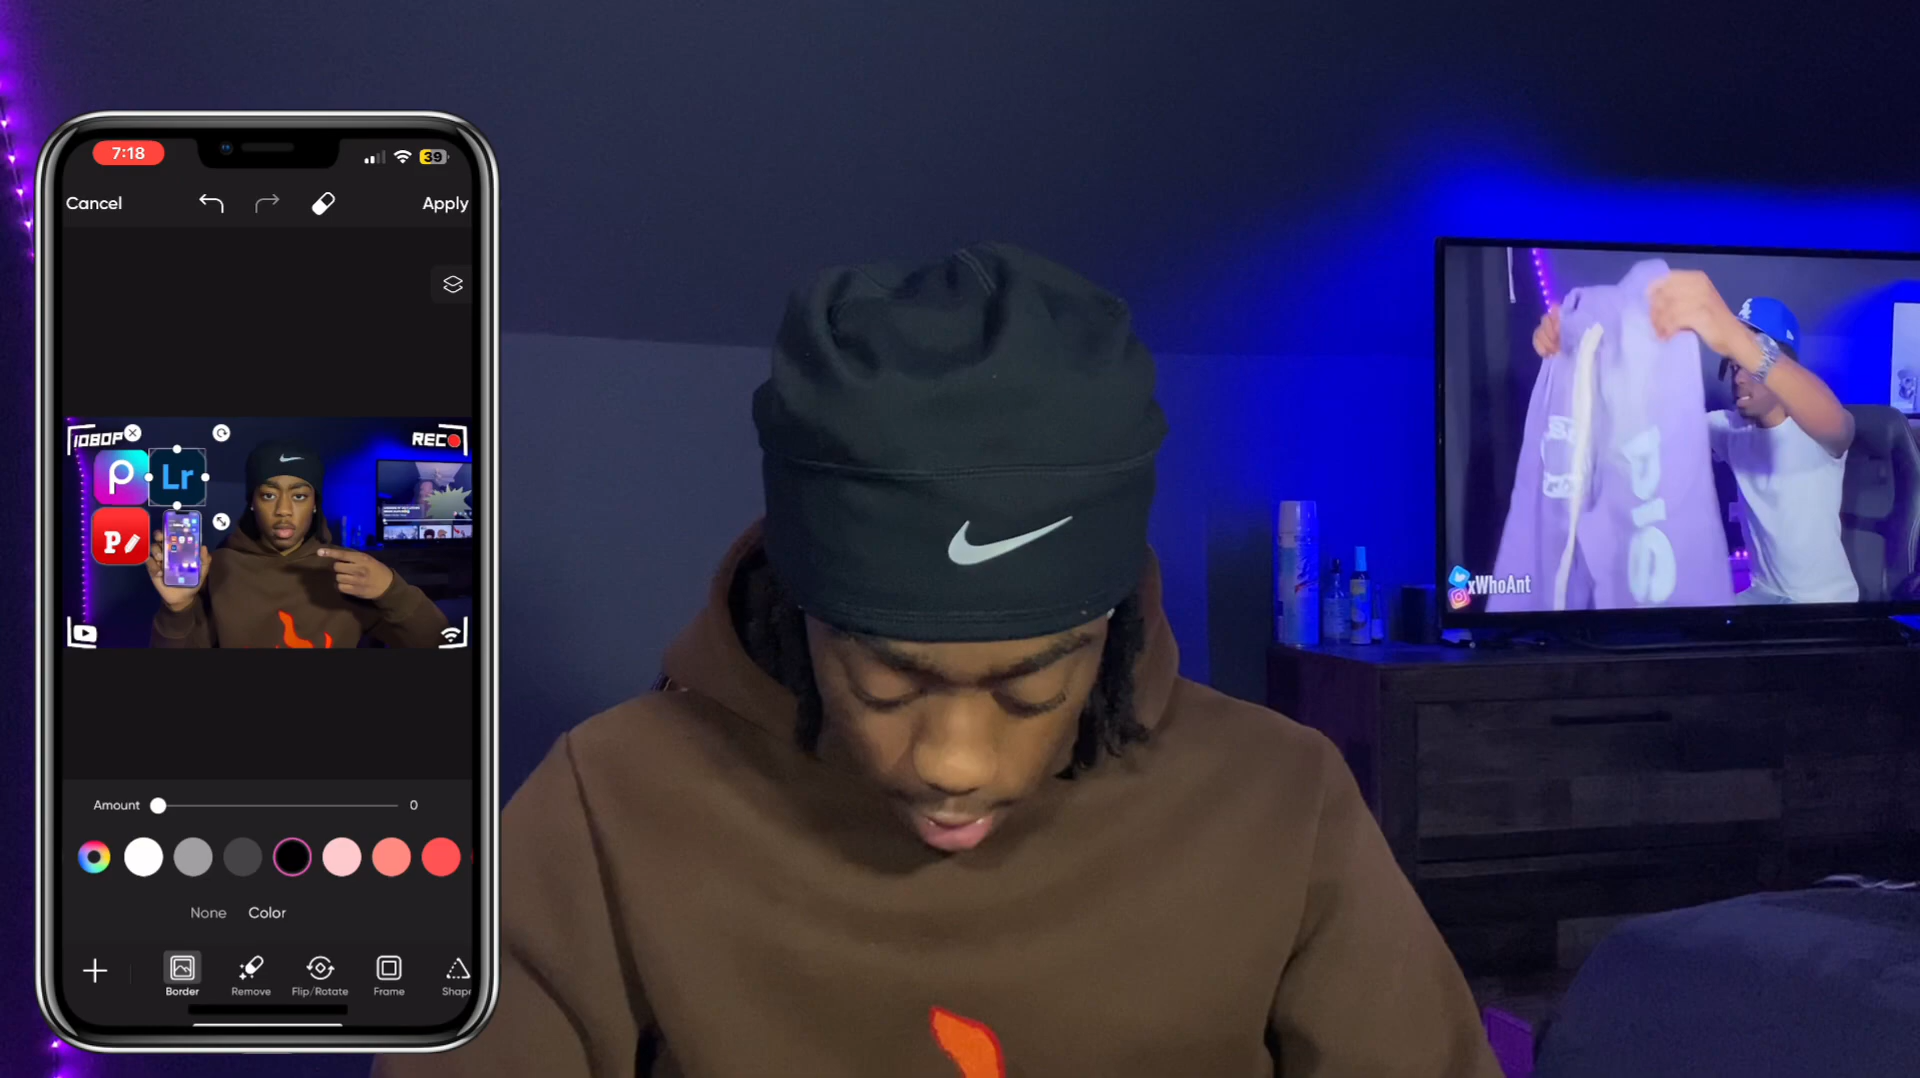 7:18
39
Cancel
Apply
1080P
REC
P
Lr
P
Amount
0
None
Color
Border
Remove
Flip/Rotate
Frame
Shape
PIG
xWhoAnt